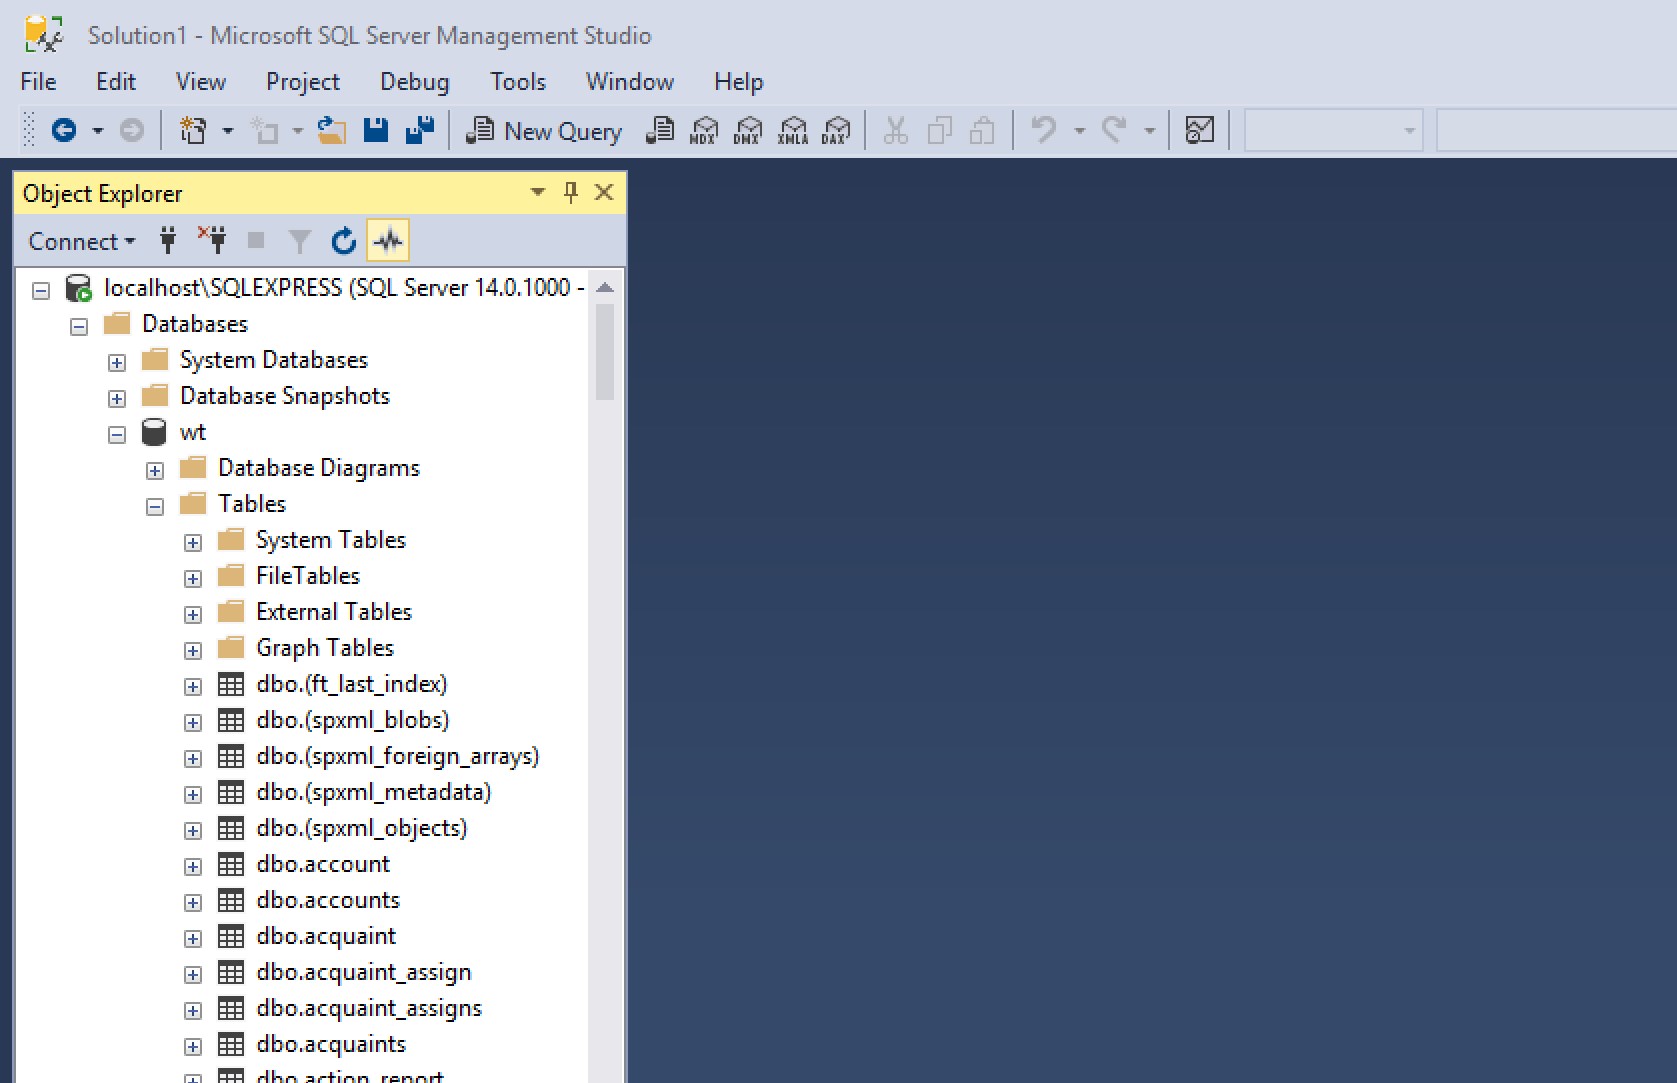 Solution1 - Microsoft SQL Server Management Studio
File Edit View Project Debug Tools Window Help
New Query MDX DMX XMLA DAX
Object Explorer
Connect
localhost\SQLEXPRESS (SQL Server 14.0.1000 -
Databases
System Databases
Database Snapshots
wt
Database Diagrams
Tables
System Tables
FileTables
External Tables
Graph Tables
dbo.(ft_last_index)
dbo.(spxml_blobs)
dbo.(spxml_foreign_arrays)
dbo.(spxml_metadata)
dbo.(spxml_objects)
dbo.account
dbo.accounts
dbo.acquaint
dbo.acquaint_assign
dbo.acquaint_assigns
dbo.acquaints
dbo.action_report